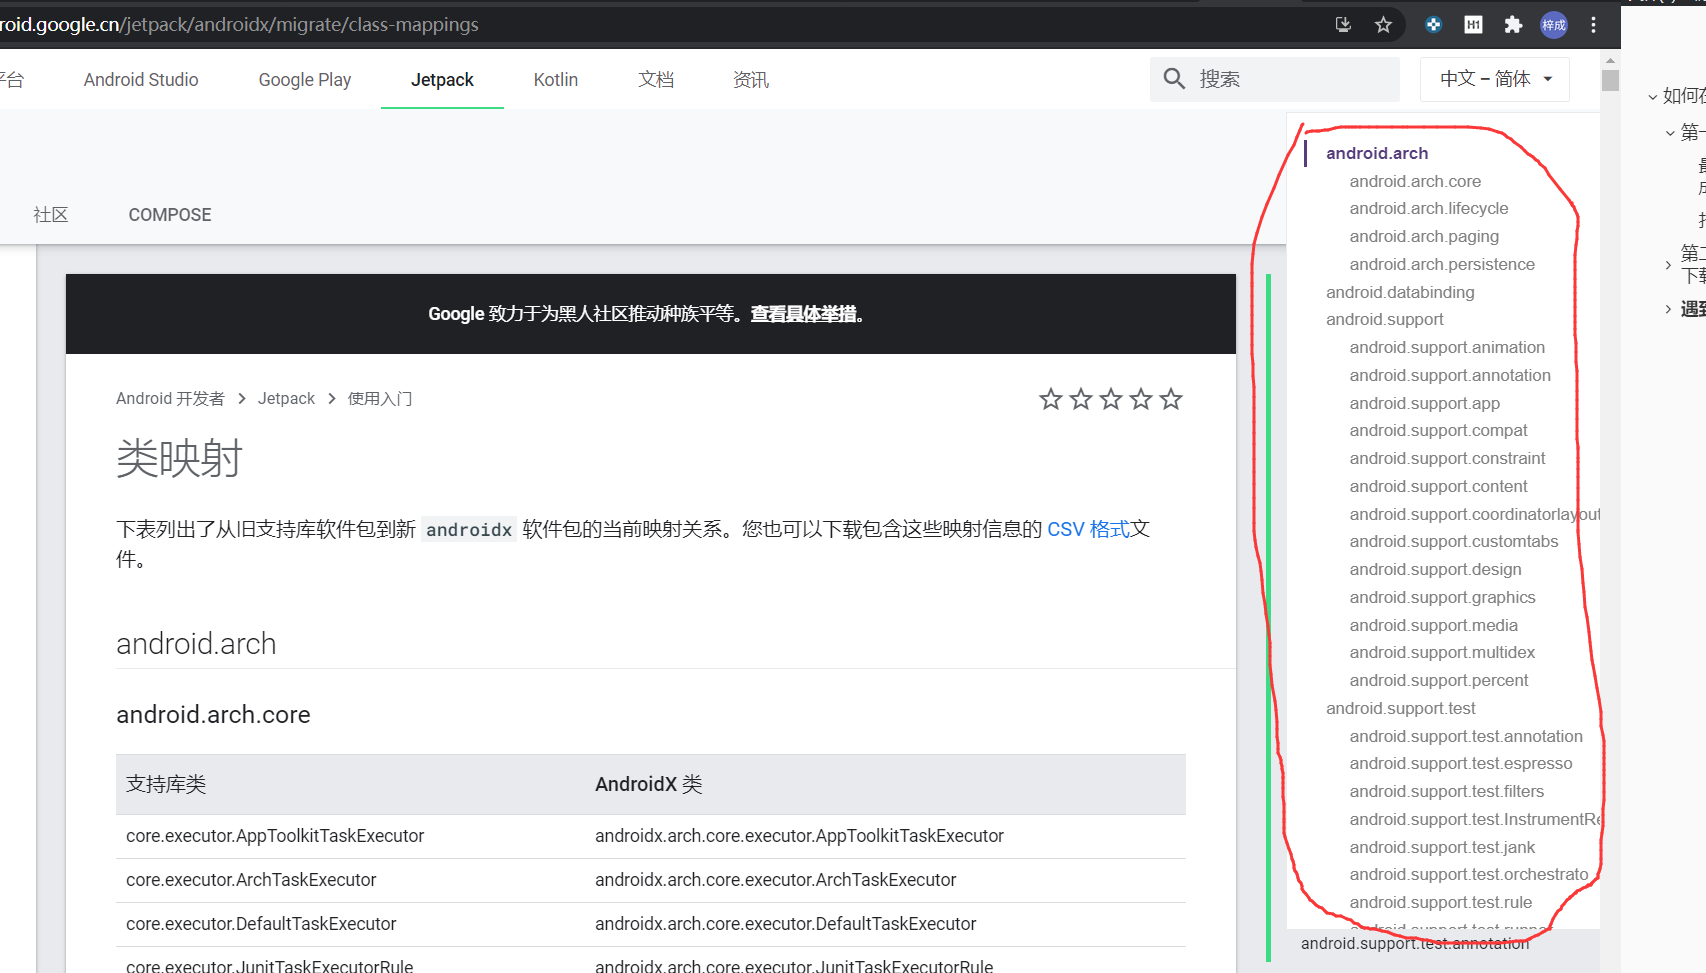 roid.google.cn/jetpack/androidx/migrate/class-mappings
H1
梓成
平台
Android Studio
Google Play
Jetpack
Kotlin
文档
资讯
搜索
中文 – 简体
社区
COMPOSE
Google 致力于为黑人社区推动种族平等。查看具体举措。
Android 开发者
Jetpack
使用入门
类映射
下表列出了从旧支持库软件包到新 androidx 软件包的当前映射关系。您也可以下载包含这些映射信息的 CSV 格式文
件。
android.arch
android.arch.core
支持库类
AndroidX 类
core.executor.AppToolkitTaskExecutor
androidx.arch.core.executor.AppToolkitTaskExecutor
core.executor.ArchTaskExecutor
androidx.arch.core.executor.ArchTaskExecutor
core.executor.DefaultTaskExecutor
androidx.arch.core.executor.DefaultTaskExecutor
core.executor.JunitTaskExecutorRule
androidx.arch.core.executor.JunitTaskExecutorRule
android.arch
android.arch.core
android.arch.lifecycle
android.arch.paging
android.arch.persistence
android.databinding
android.support
android.support.animation
android.support.annotation
android.support.app
android.support.compat
android.support.constraint
android.support.content
android.support.coordinatorlayout
android.support.customtabs
android.support.design
android.support.graphics
android.support.media
android.support.multidex
android.support.percent
android.support.test
android.support.test.annotation
android.support.test.espresso
android.support.test.filters
android.support.test.InstrumentRe
android.support.test.jank
android.support.test.orchestrato
android.support.test.rule
android.support.test.runner
android.support.test.annotation
如何在
第一
第二
下载
遇到